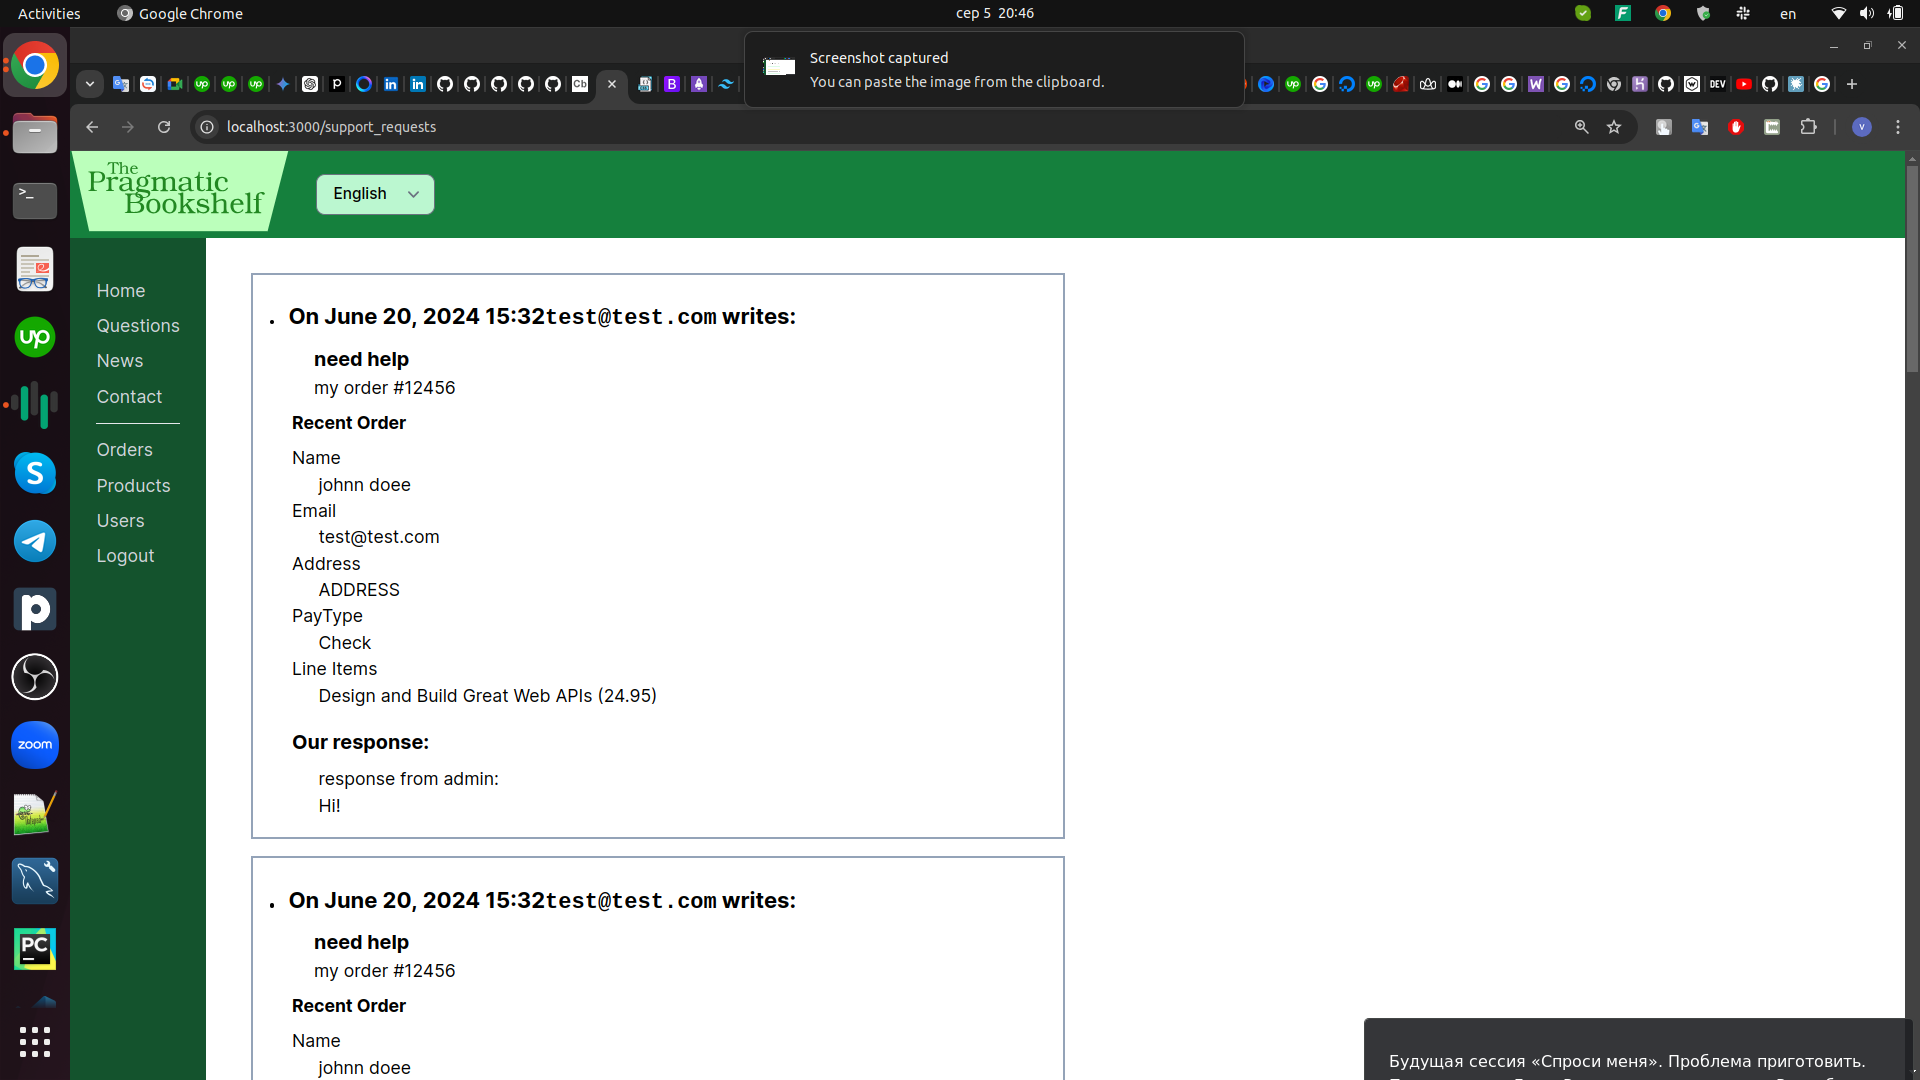 Activities
Google Chrome
сер 5 20:46
en
Screenshot captured
You can paste the image from the clipboard.
localhost:3000/support_requests
The
Pragmatic
Bookshelf
English
Home
Questions
News
Contact
Orders
Products
Users
Logout
On June 20, 2024 15:32test@test.com writes:
need help
my order #12456
Recent Order
Name
johnn doee
Email
test@test.com
Address
ADDRESS
PayType
Check
Line Items
Design and Build Great Web APIs (24.95)
Our response:
response from admin:
Hi!
On June 20, 2024 15:32test@test.com writes:
need help
my order #12456
Recent Order
Name
johnn doee
Будущая сессия «Спроси меня». Проблема приготовить.